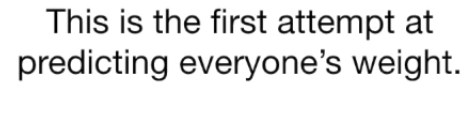 This is the first attempt at
predicting everyone’s weight.